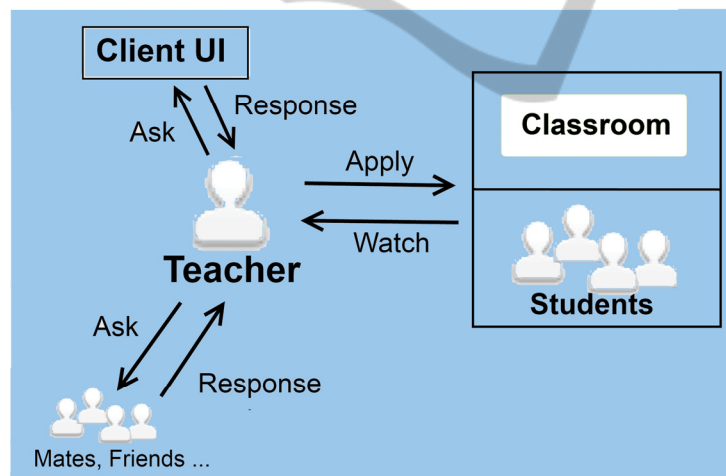 Client UI
Ask
Response
Classroom
Apply
Watch
Teacher
Students
Ask
Response
Mates, Friends ...